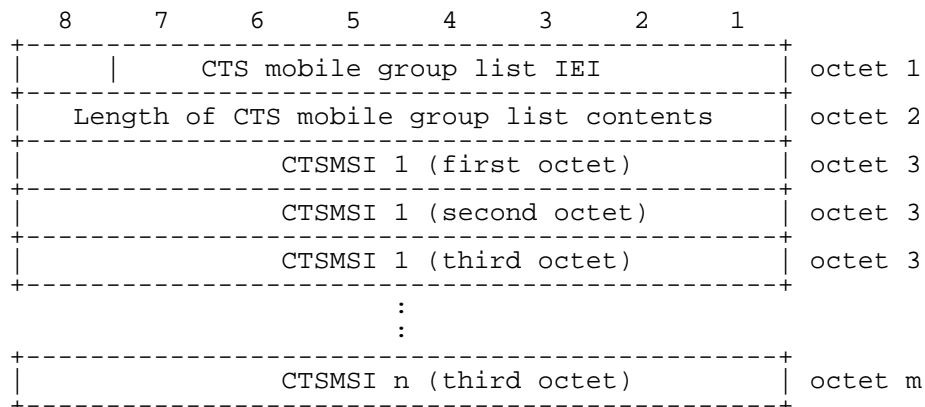 8 7 6 5 4 3 2 1
+-----------------------------------------------+
| | CTS mobile group list IEI | octet 1
+-----------------------------------------------+
| Length of CTS mobile group list contents | octet 2
+-----------------------------------------------+
| CTSMSI 1 (first octet) | octet 3
+-----------------------------------------------+
| CTSMSI 1 (second octet) | octet 3
+-----------------------------------------------+
| CTSMSI 1 (third octet) | octet 3
+-----------------------------------------------+
:
:
+-----------------------------------------------+
| CTSMSI n (third octet) | octet m
+-----------------------------------------------+